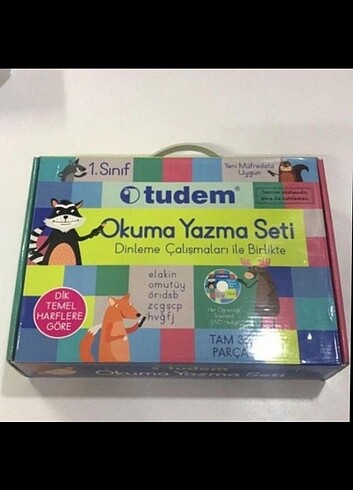 1. Sınıf
Yeni Müfredata
Uygun
tudem
Okuma Yazma Seti
Dinleme Çalışmaları ile Birlikte
DİK
TEMEL
HARFLERE
GÖRE
elakin
omutüy
örıdsb
zçgşcp
hvğfj
TAM
PARÇA
tudem
Okuma Yazma Seti